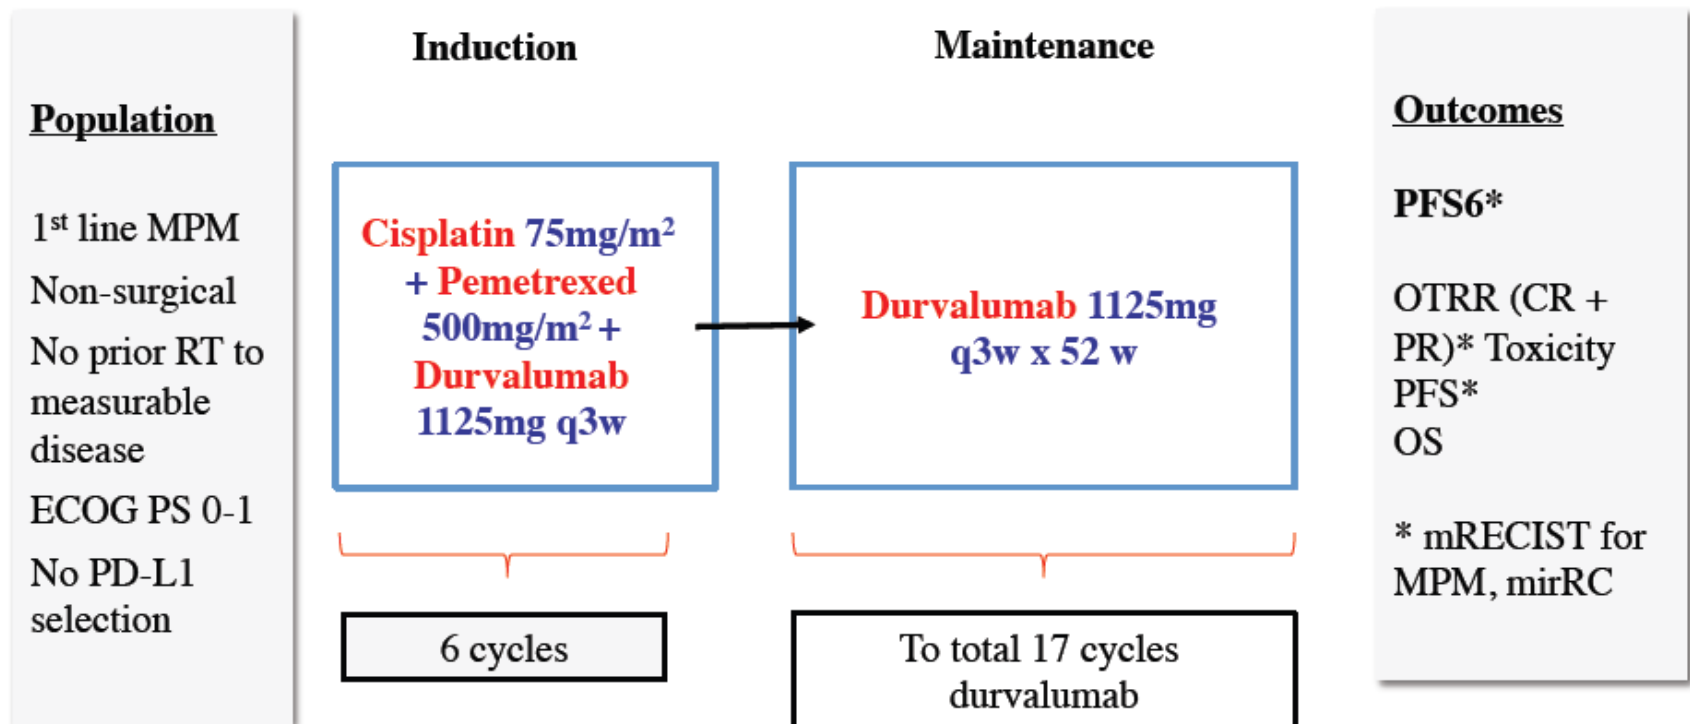 Population
1st line MPM
Non-surgical
No prior RT to
measurable
disease
ECOG PS 0-1
No PD-L1
selection
Induction
Cisplatin 75mg/m²
+ Pemetrexed
500mg/m² +
Durvalumab
1125mg q3w
6 cycles
Maintenance
Durvalumab 1125mg
q3w x 52 w
To total 17 cycles
durvalumab
Outcomes
PFS6*
OTRR (CR +
PR)* Toxicity
PFS*
OS
* mRECIST for
MPM, mirRC